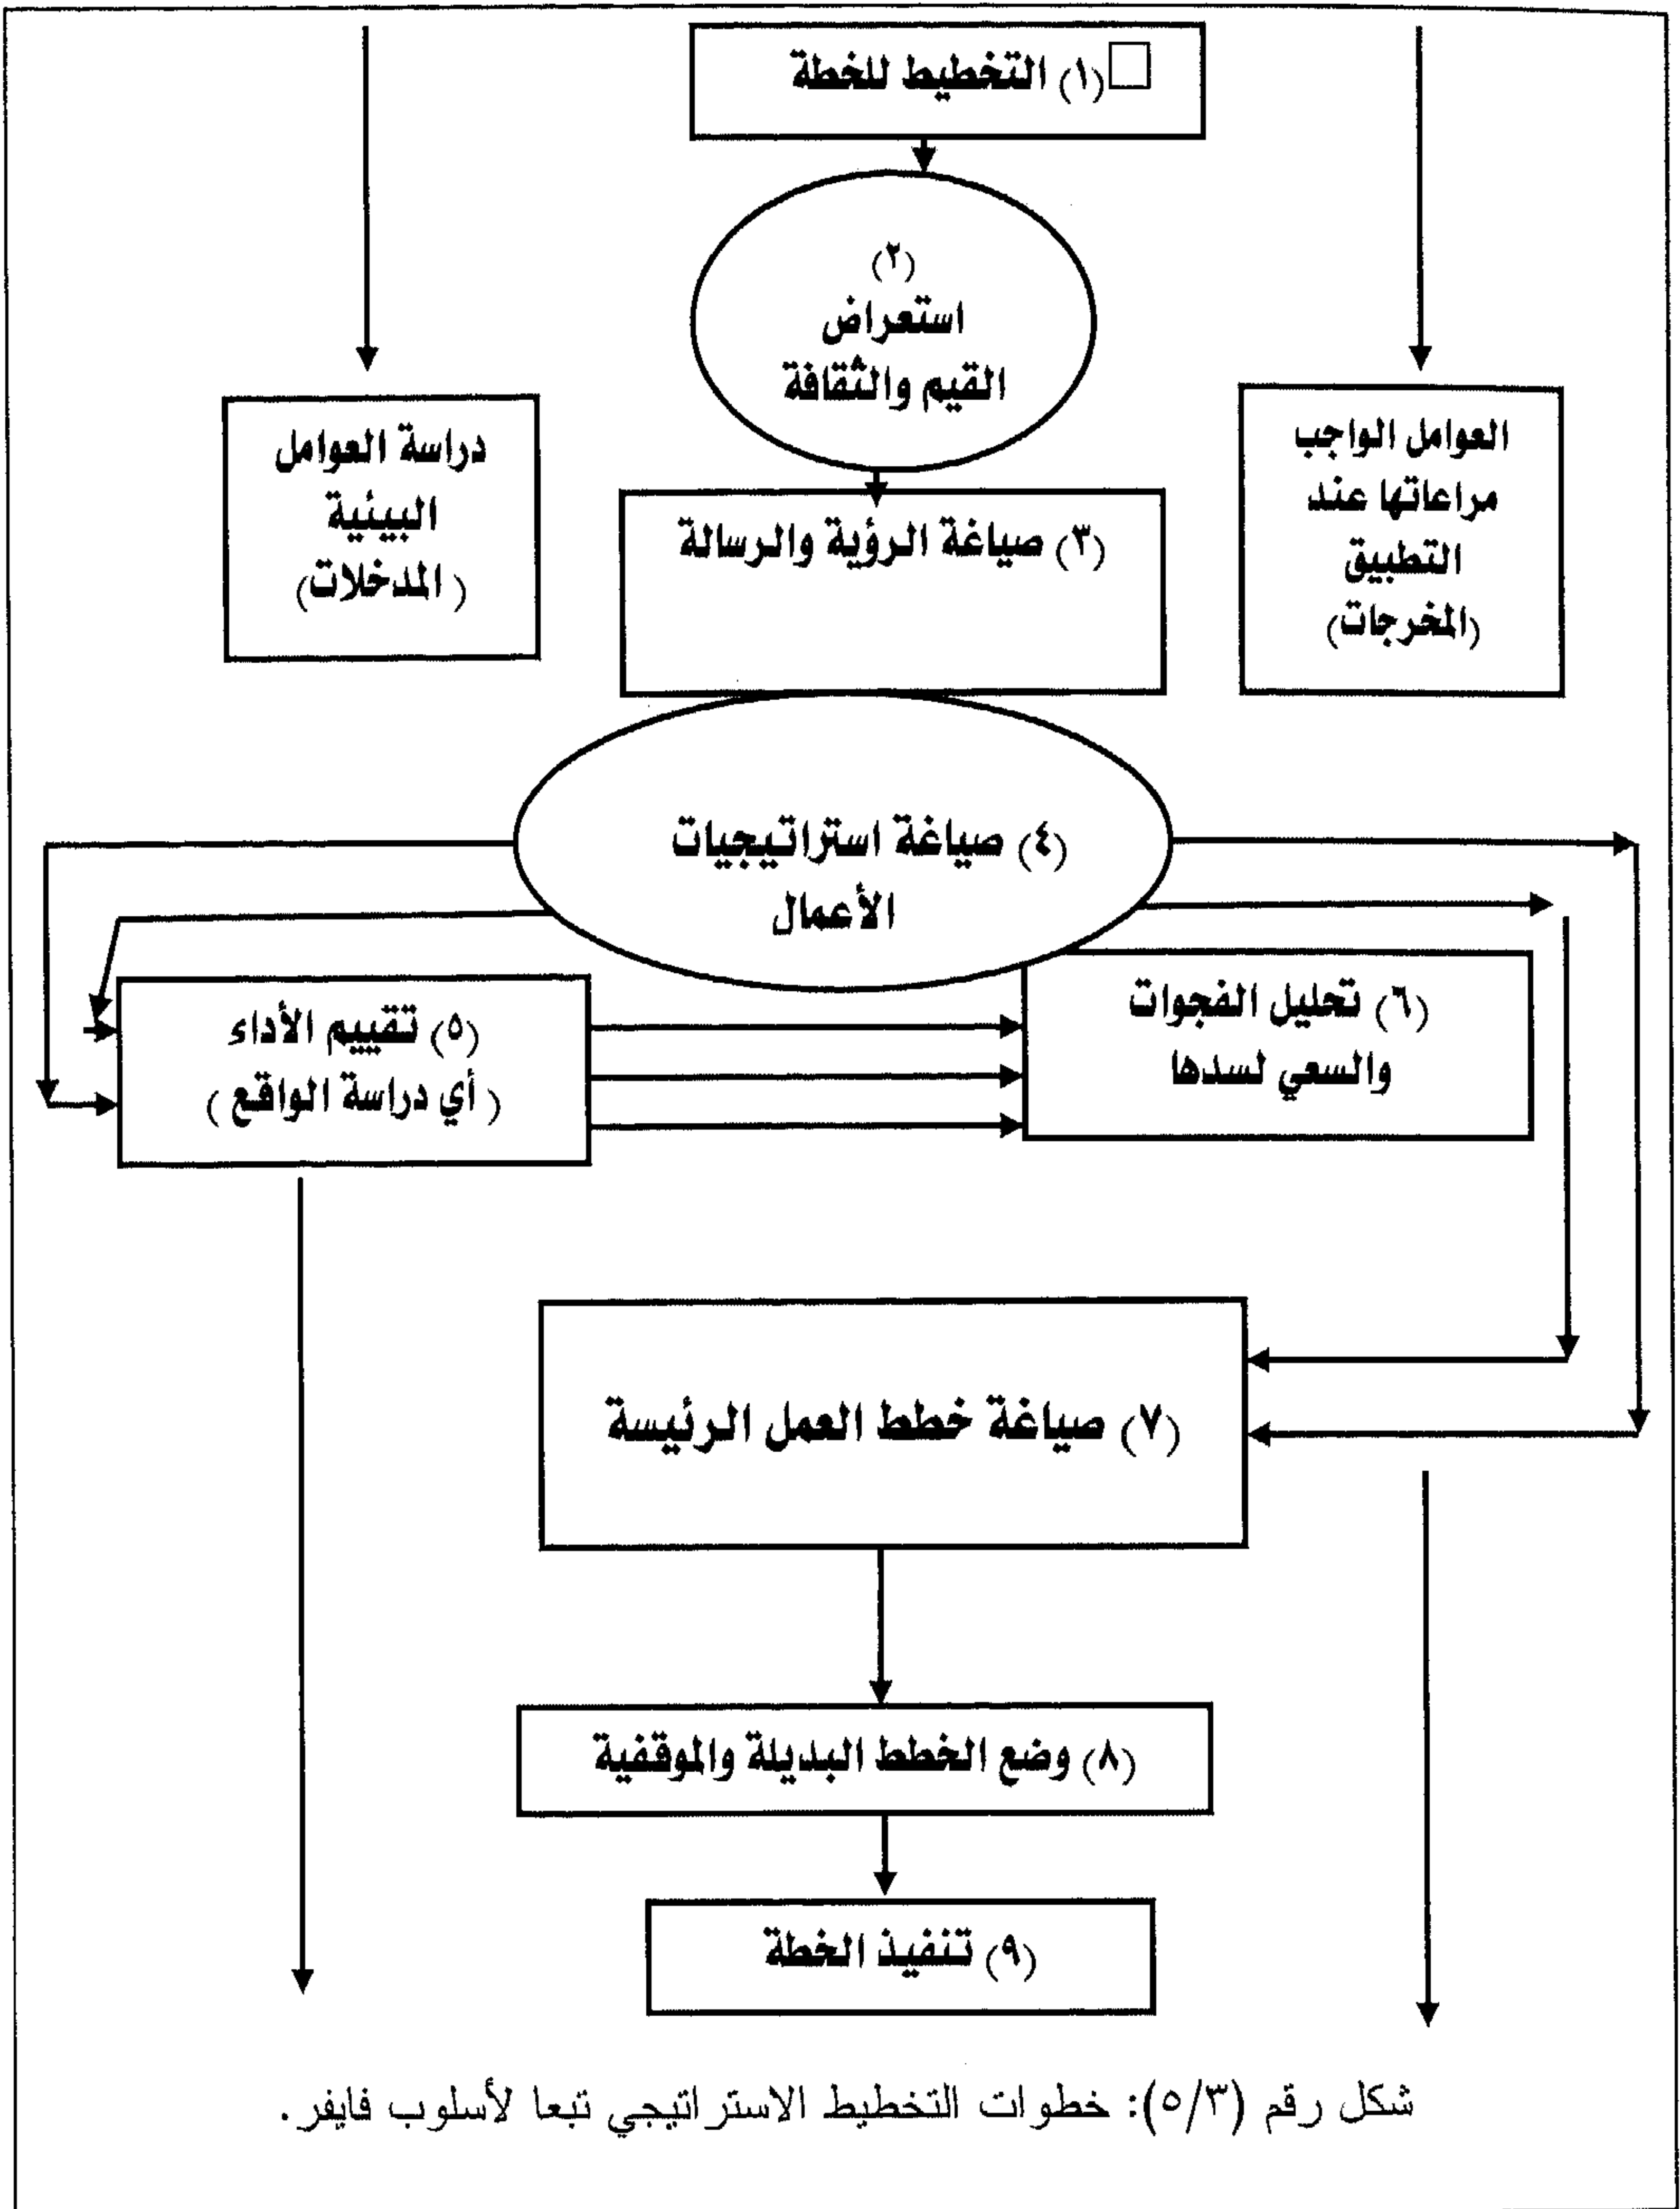 (١) التخطيط للخطة
(٢)
استعراض
القيم والثقافة
العوامل الواجب
مراعاتها عند
التطبيق
(المخرجات)
دراسة العوامل
البيئية
( المدخلات)
(٣) صياغة الرؤية والرسالة
(٤) صياغة استراتيجيات
الأعمال
(٦) تحليل الفجوات
والسعي لسدها
(٥) تقييم الأداء
( أي دراسة الواقع )
(٧) صياغة خطط العمل الرئيسة
(٨) وضع الخطط البديلة والموقفية
(٩) تنفيذ الخطة
شكل رقم (٥/٣): خطوات التخطيط الاستراتيجي تبعا لأسلوب فايفر.